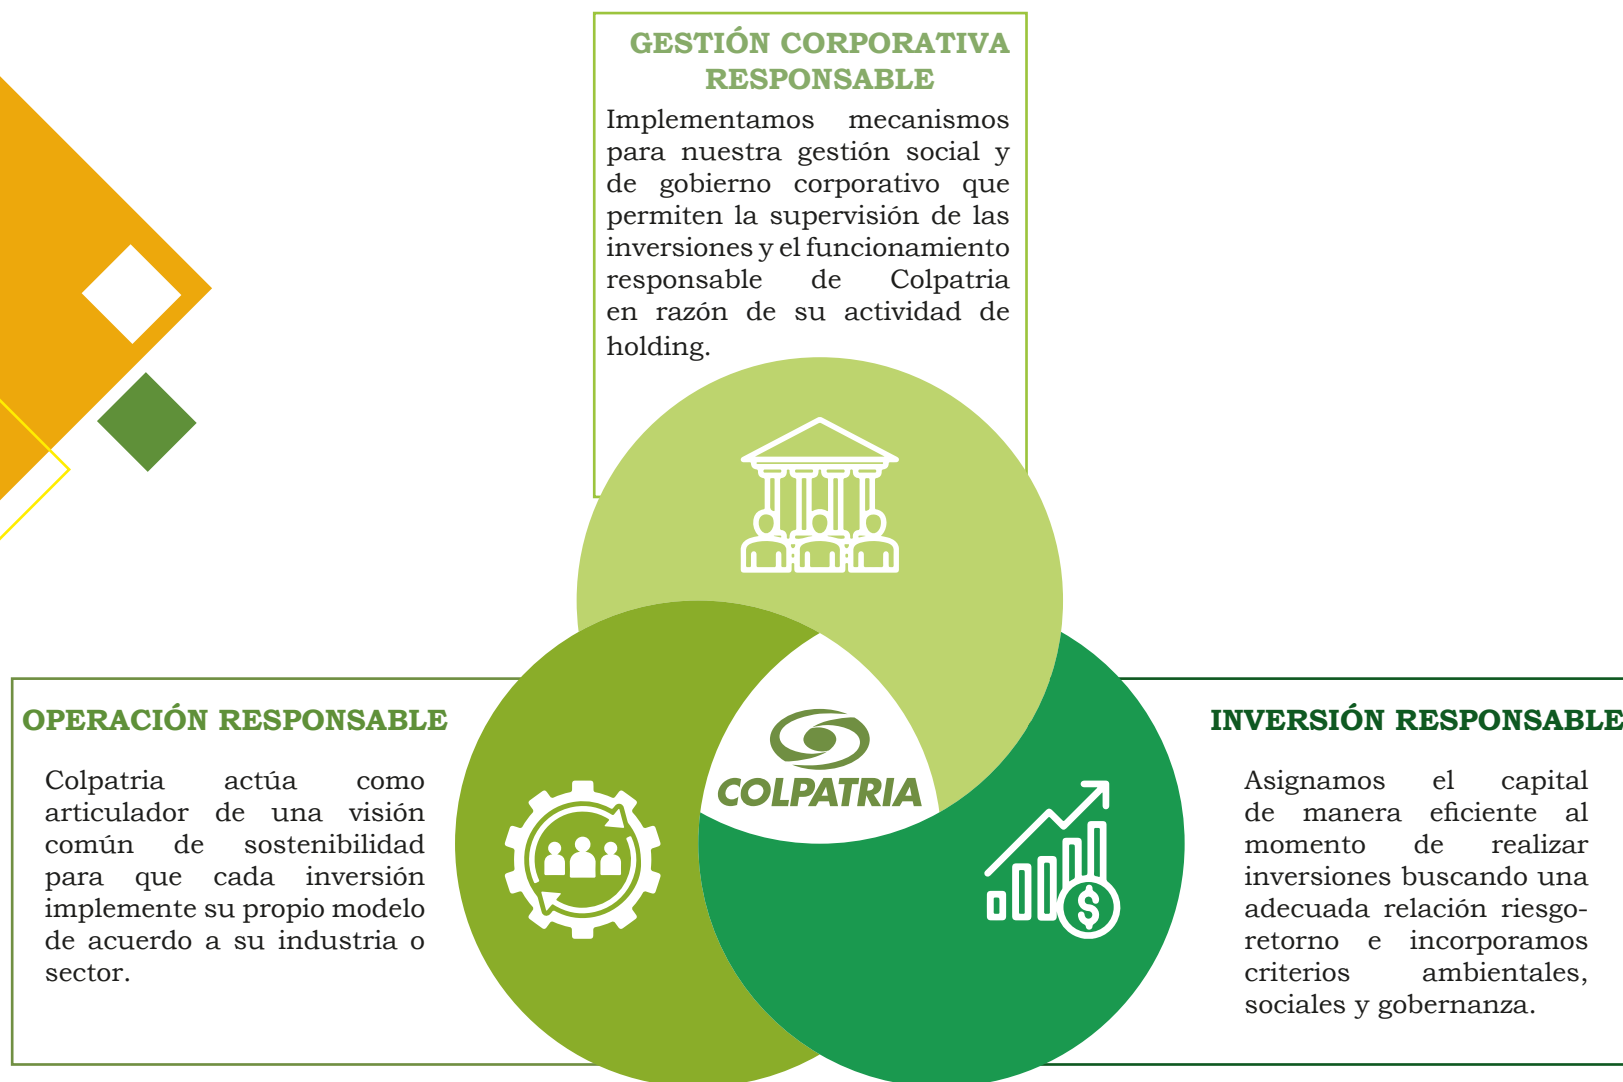 GESTIÓN CORPORATIVA
RESPONSABLE
Implementamos mecanismos
para nuestra gestión social y
de gobierno corporativo que
permiten la supervisión de las
inversiones y el funcionamiento
responsable de Colpatria
en razón de su actividad de
holding.
OPERACIÓN RESPONSABLE
Colpatria actúa como
articulador de una visión
común de sostenibilidad
para que cada inversión
implemente su propio modelo
de acuerdo a su industria o
sector.
COLPATRIA
$
INVERSIÓN RESPONSABLE
Asignamos el capital
de manera eficiente al
momento de realizar
inversiones buscando una
adecuada relación riesgo-
retorno e incorporamos
criterios ambientales,
sociales y gobernanza.